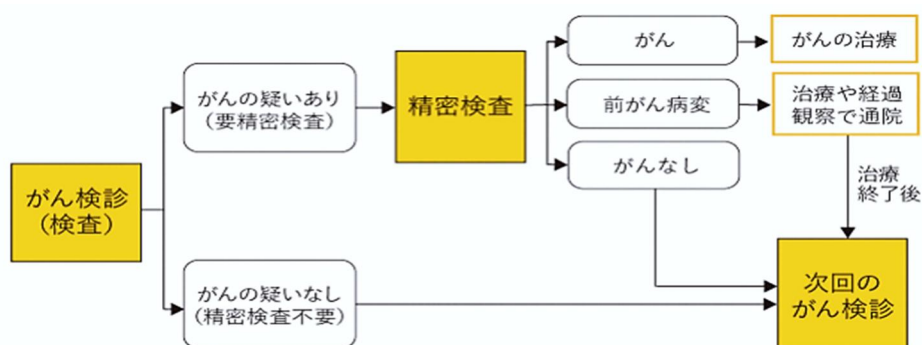 がん検診
(検査)
がんの疑いあり
(要精密検査)
がんの疑いなし
(精密検査不要)
精密検査
がん
前がん病変
がんなし
がんの治療
治療や経過
観察で通院
治療
終了後
次回の
がん検診